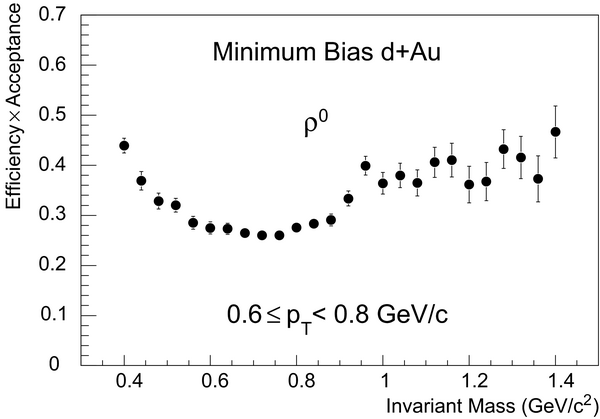 Efficiency × Acceptance
0.7
0.6
0.5
0.4
0.3
0.2
0.1
0
Minimum Bias d+Au
ρ⁰
0.6 ≤ p_T < 0.8 GeV/c
0.4
0.6
0.8
1
1.2
1.4
Invariant Mass (GeV/c²)